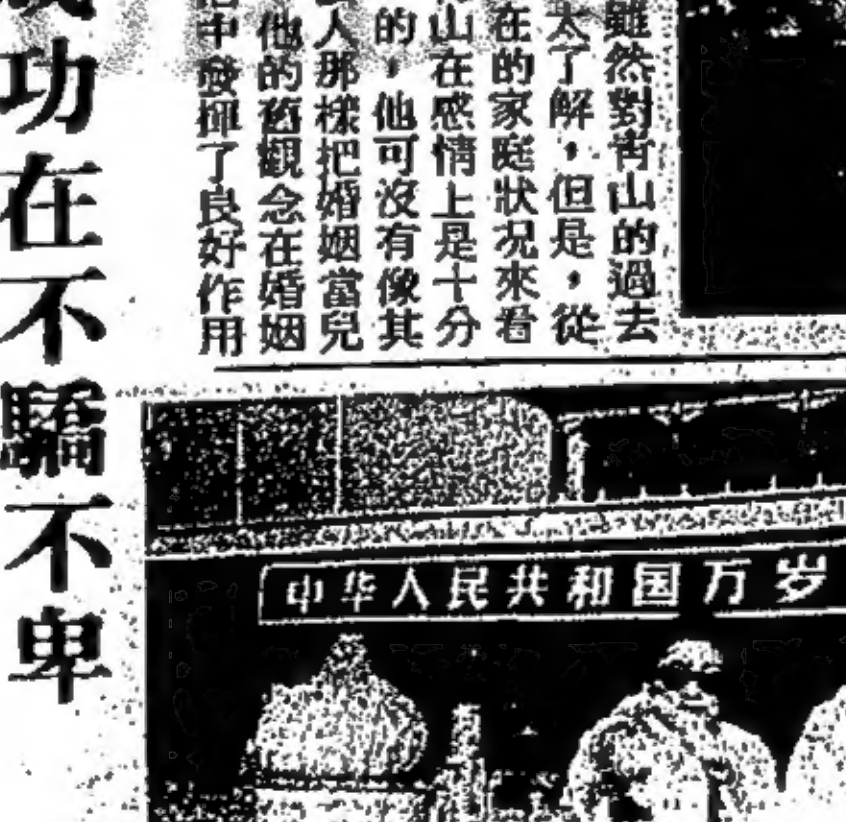 雖然對青山的過去
太了解，但是，從
在的家庭狀況來看
山在感情上是十分
的，他可沒有像其
人那樣把婚姻當兒
他的舊觀念在婚姻
中發揮了良好作用
成功在不驕不卑
中华人民共和国万岁